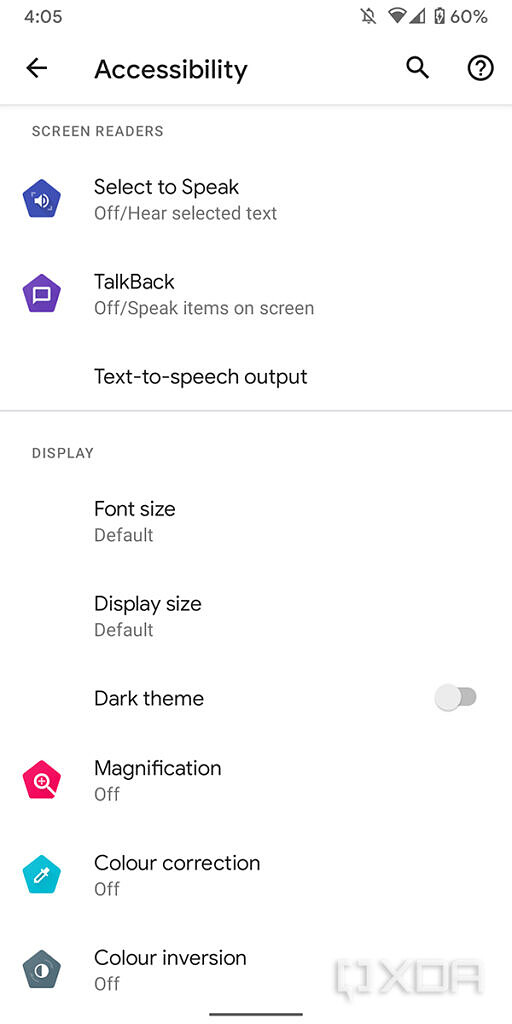 4:05
60%
Accessibility
SCREEN READERS
Select to Speak
Off/Hear selected text
TalkBack
Off/Speak items on screen
Text-to-speech output
DISPLAY
Font size
Default
Display size
Default
Dark theme
Magnification
Off
Colour correction
Off
Colour inversion
Off
XDA